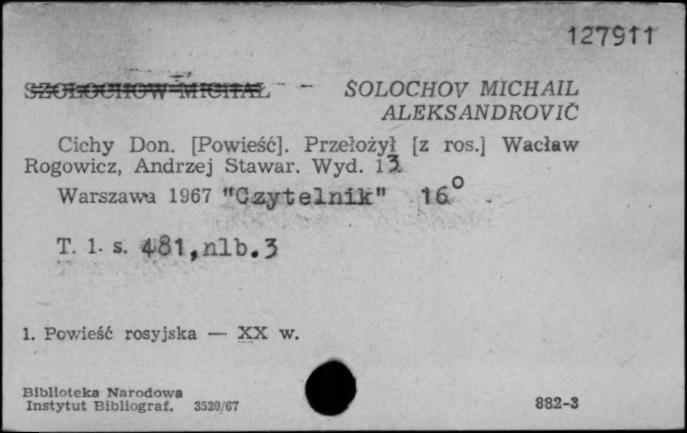 127911
SZOŁOCHOW MICHAŁ - ŠOLOCHOV MICHAIL
ALEKSANDROVIČ
Cichy Don. [Powieść]. Przełożył [z ros.] Wacław
Rogowicz, Andrzej Stawar. Wyd. 13
Warszawa 1967 "Czytelnik" 16°
T. 1. s. 481,nlb.3
1. Powieść rosyjska — XX w.
Biblioteka Narodowa
Instytut Bibliograf. 3520/67 882-3